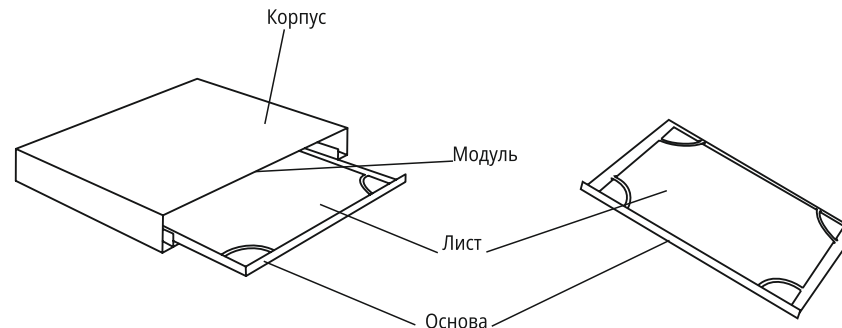 Корпус
Модуль
Лист
Основа